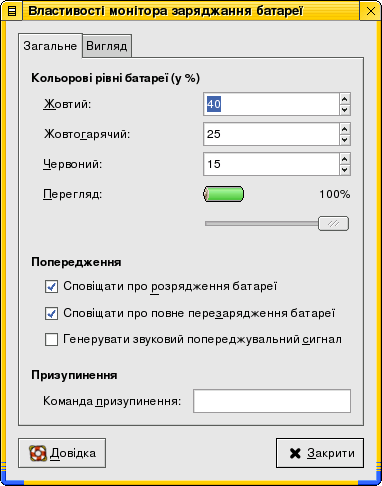 Властивості монітора заряджання батареї
Загальне Вигляд
Кольорові рівні батареї (у %)
Жовтий: 40
Жовтогарячий: 25
Червоний: 15
Перегляд: 100%
Попередження
Сповіщати про розрядження батареї
Сповіщати про повне перезарядження батареї
Генерувати звуковий попереджувальний сигнал
Призупинення
Команда призупинення:
Довідка Закрити